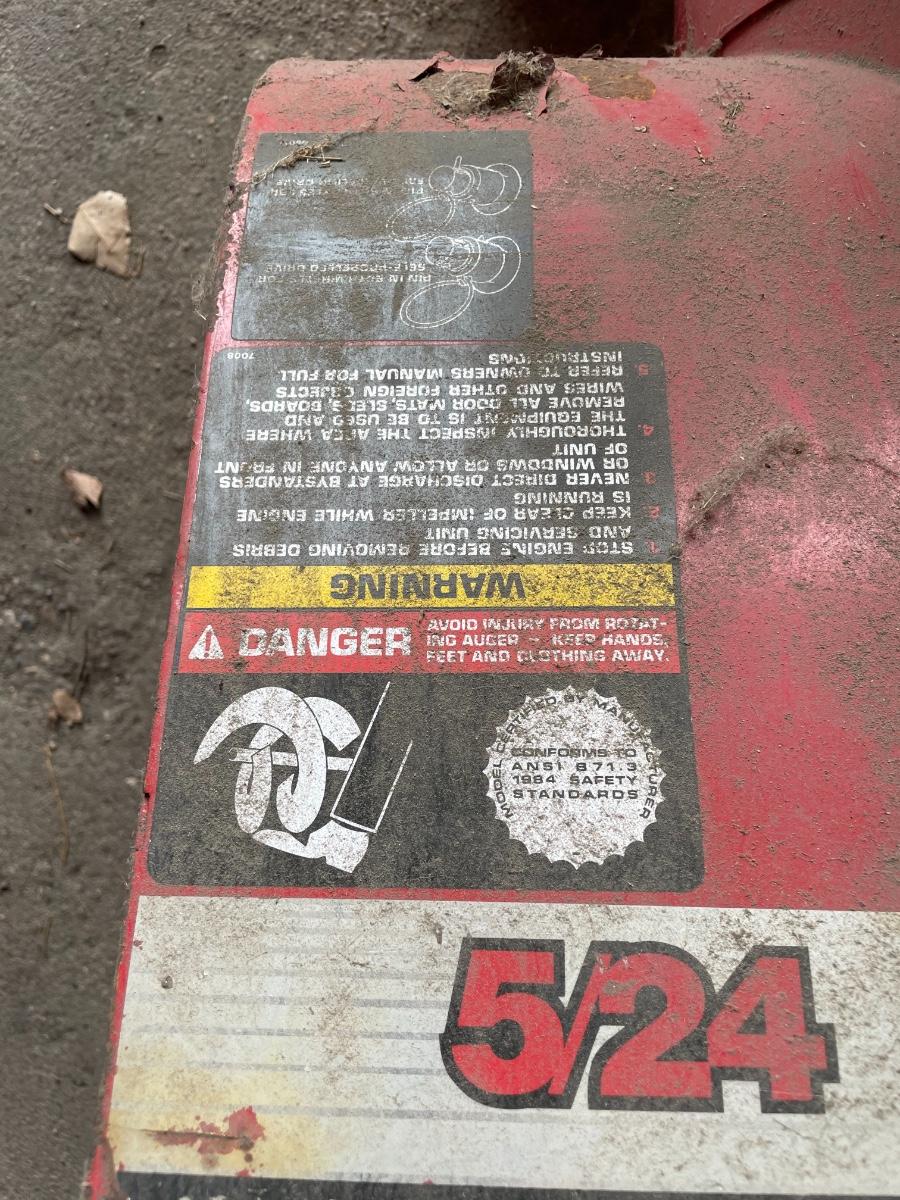 PIN IN BOTH WHEELS FOR
SELF-PROPELLED DRIVE
WARNING
1. STOP ENGINE BEFORE REMOVING DEBRIS
AND SERVICING UNIT
2. KEEP CLEAR OF IMPELLER WHILE ENGINE
IS RUNNING
3. NEVER DIRECT DISCHARGE AT BYSTANDERS
OR WINDOWS OR ALLOW ANYONE IN FRONT
OF UNIT
4. THOROUGHLY INSPECT THE AREA WHERE
THE EQUIPMENT IS TO BE USED AND
REMOVE ALL DOOR MATS, SLEDS, BOARDS,
WIRES AND OTHER FOREIGN OBJECTS
5. REFER TO OWNERS MANUAL FOR FULL
INSTRUCTIONS
7008
DANGER
AVOID INJURY FROM ROTAT-
ING AUGER - KEEP HANDS,
FEET AND CLOTHING AWAY.
MODEL CERTIFIED BY MANUFACTURER
CONFORMS TO
ANSI B71.3
1984 SAFETY
STANDARDS
5/24